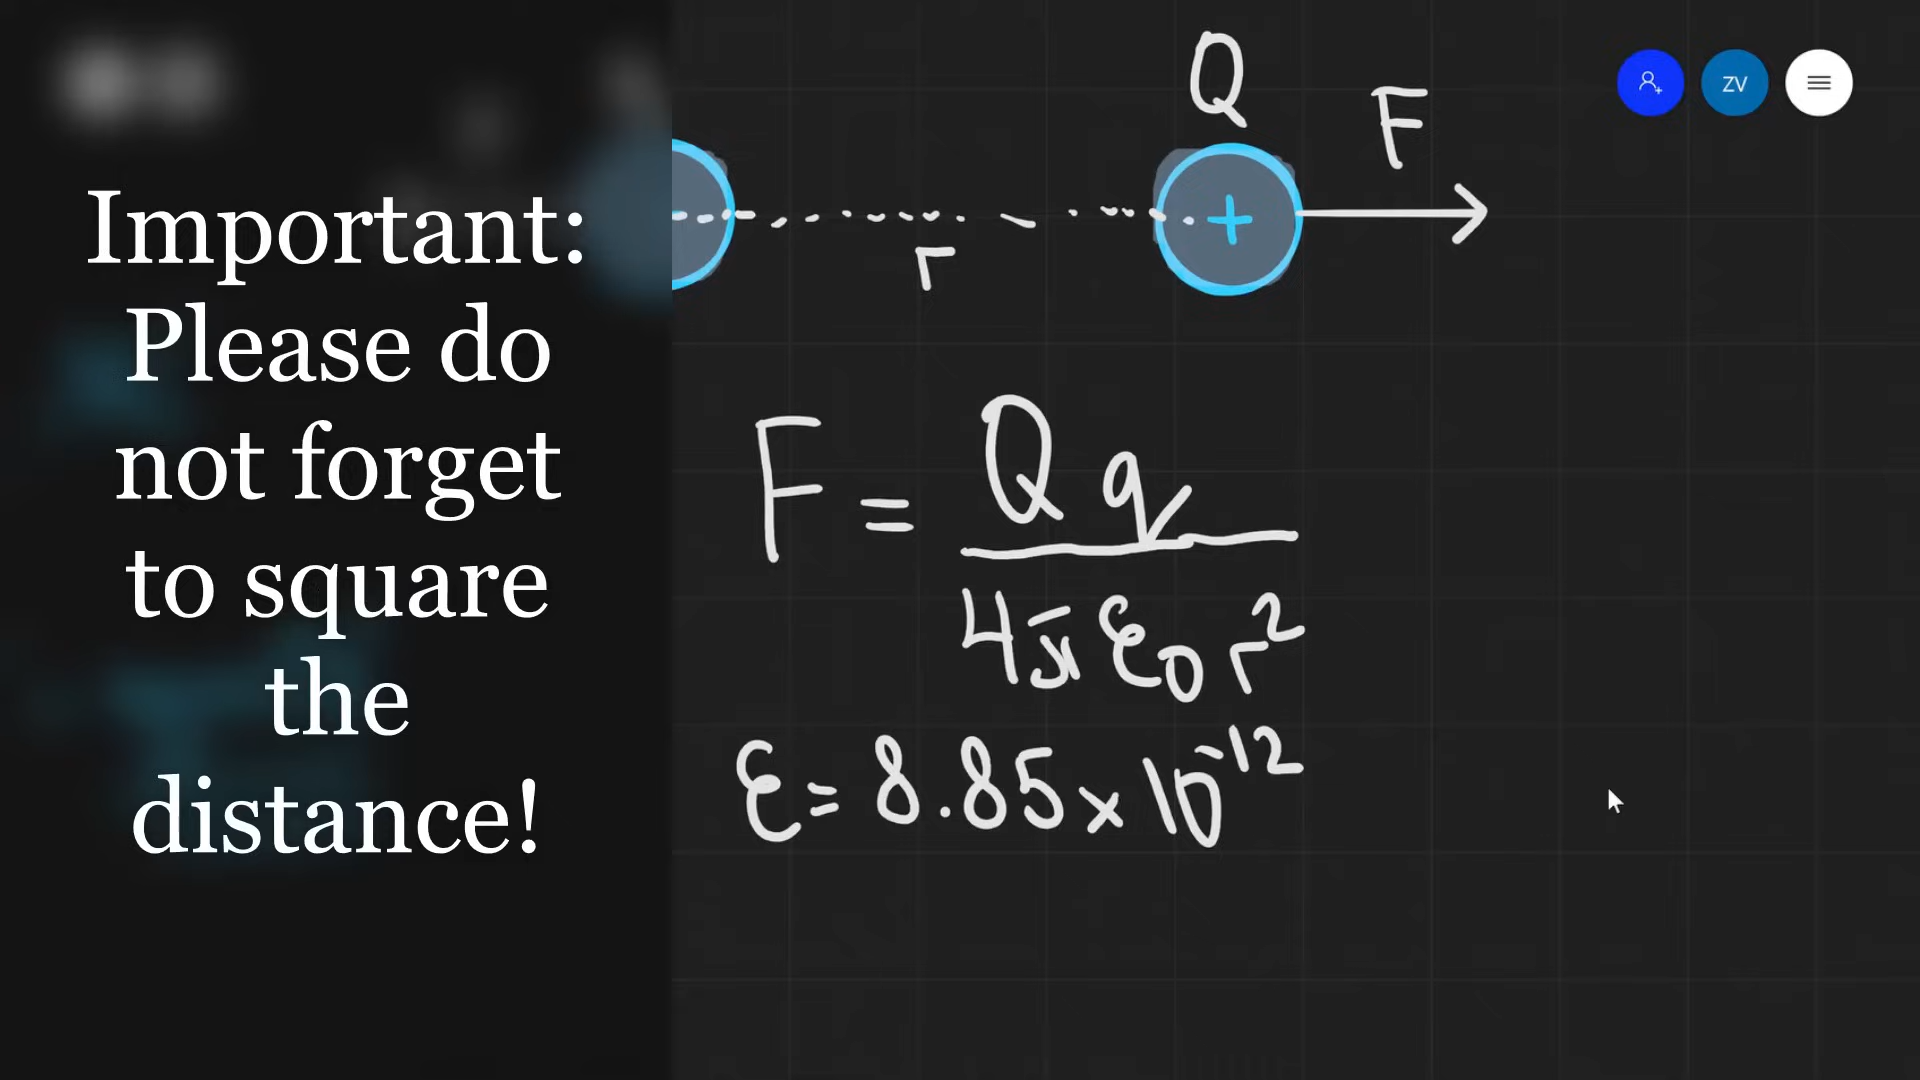 Important:
Please do
not forget
to square
the
distance!
Q
F
ZV
+
r
F = Qq
4πε₀r²
ε = 8.85 × 10⁻¹²